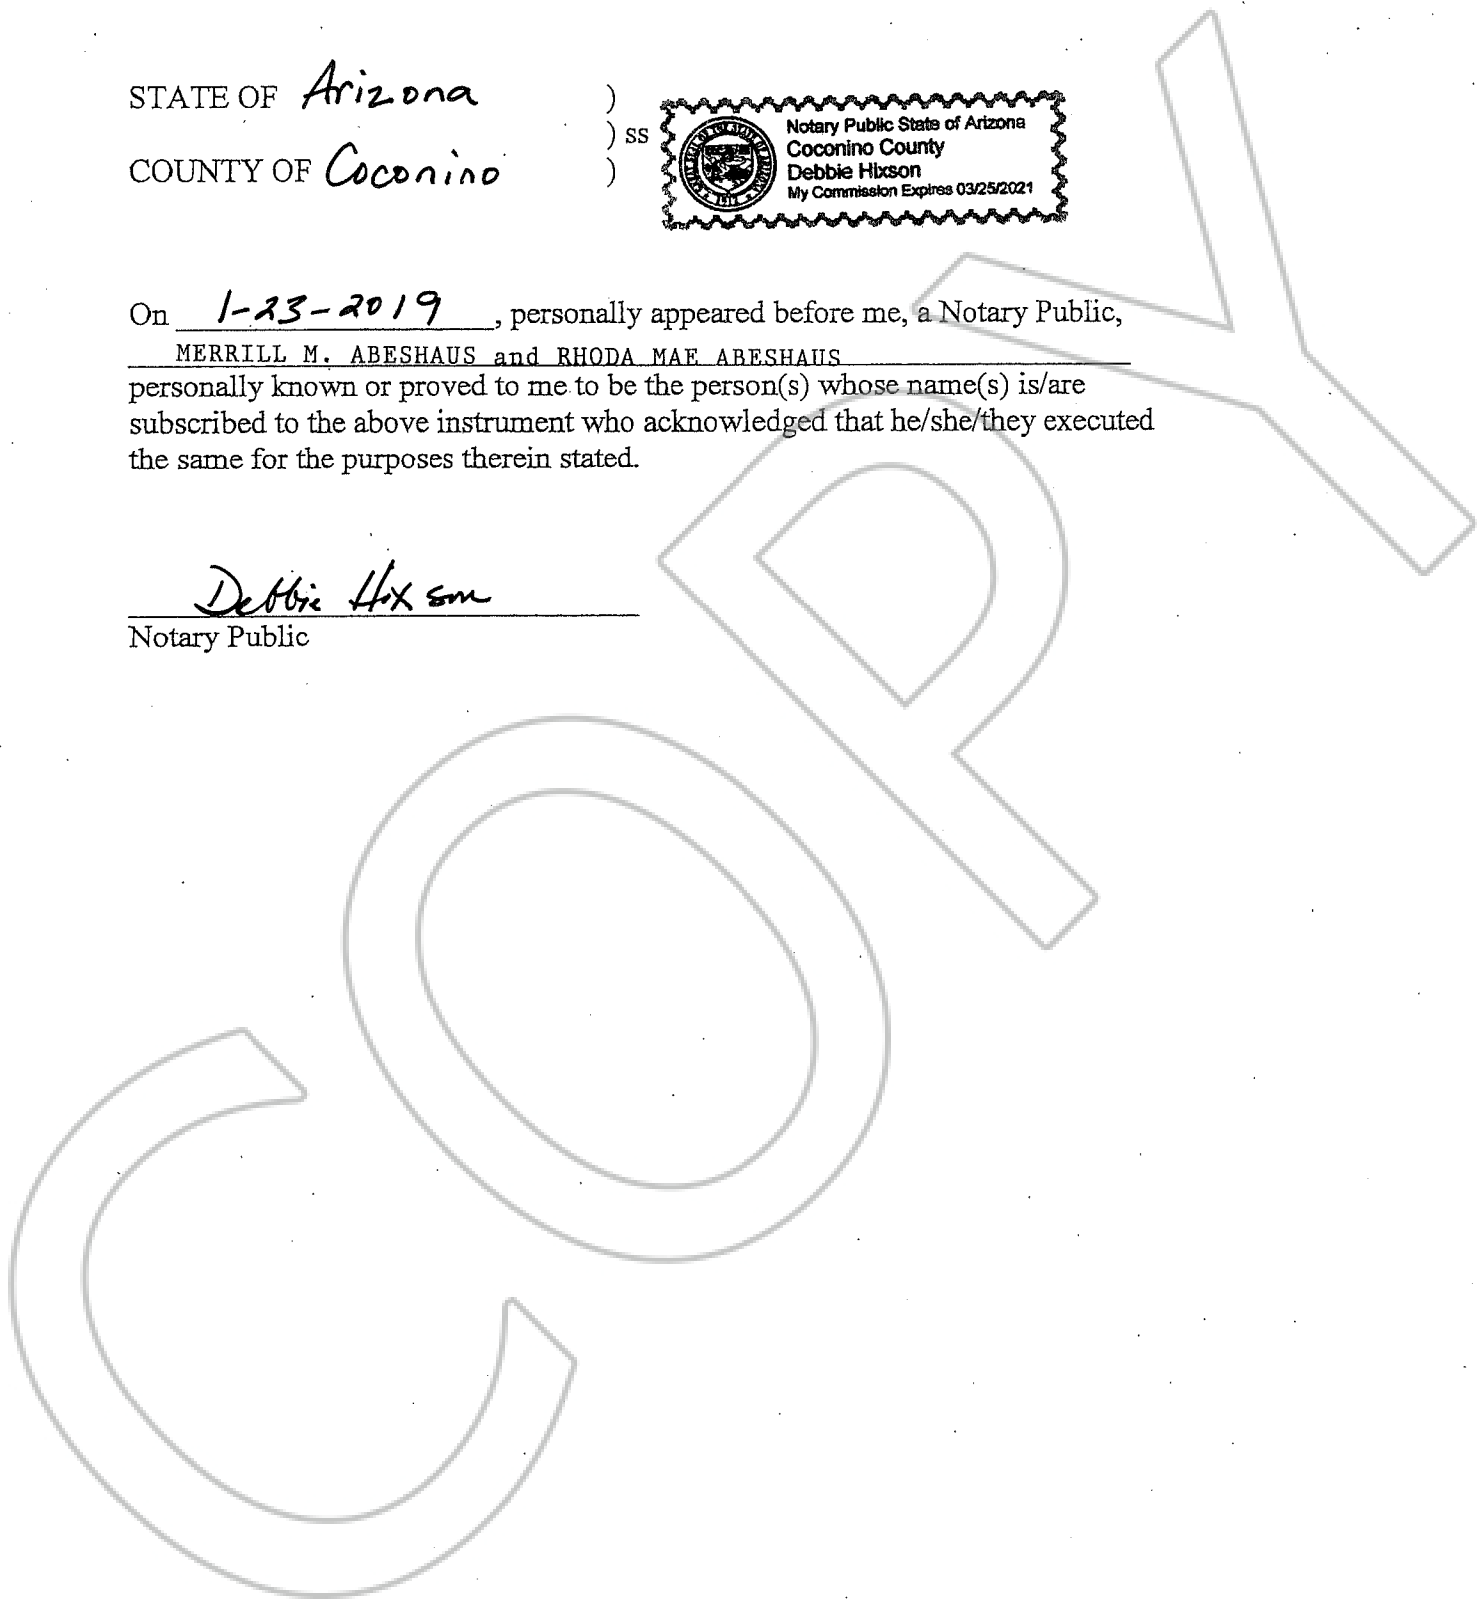 STATE OF Arizona )
) ss
COUNTY OF Coconino )
Notary Public State of Arizona
Coconino County
Debbie Hixson
My Commission Expires 03/25/2021
On 1-23-2019, personally appeared before me, a Notary Public,
MERRILL M. ABESHAUS and RHODA MAE ABESHAUS
personally known or proved to me to be the person(s) whose name(s) is/are
subscribed to the above instrument who acknowledged that he/she/they executed
the same for the purposes therein stated.
Debbie Hixson
Notary Public
COPY